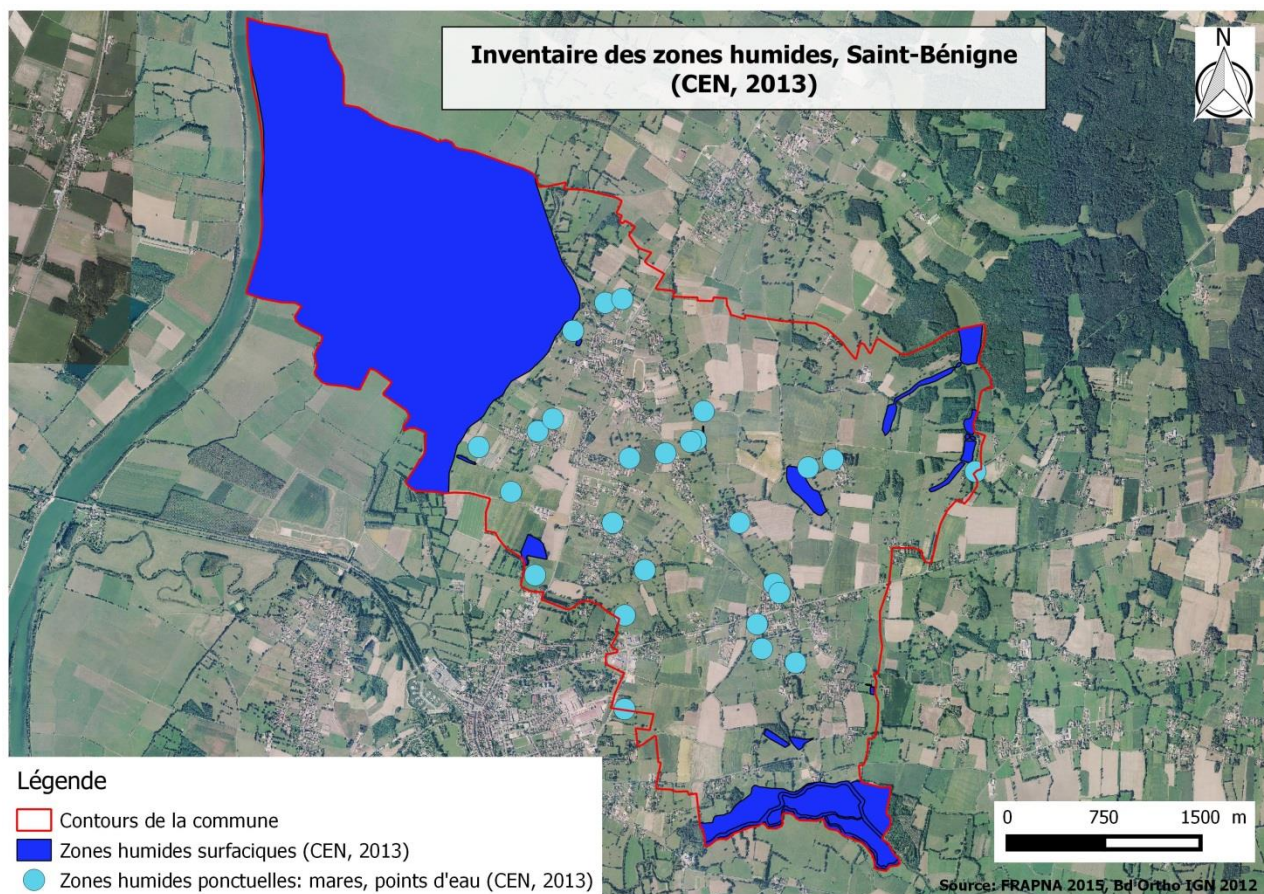 Inventaire des zones humides, Saint-Bénigne
(CEN, 2013)
N
Légende
Contours de la commune
Zones humides surfaciques (CEN, 2013)
Zones humides ponctuelles: mares, points d'eau (CEN, 2013)
0 750 1500 m
Source: FRAPNA 2015, Bd Ortho IGN 2012